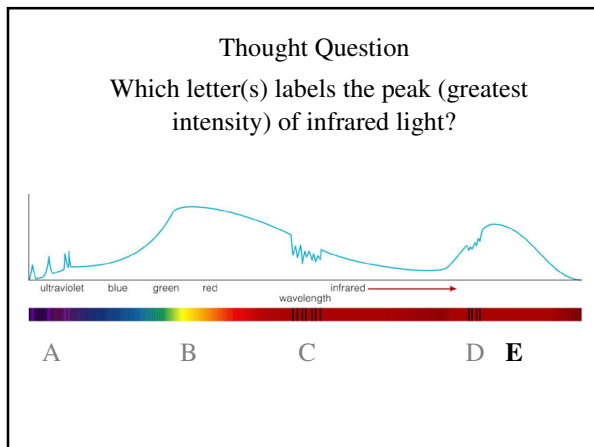 Thought Question
Which letter(s) labels the peak (greatest
intensity) of infrared light?
ultraviolet blue green red infrared
wavelength
A B C D E